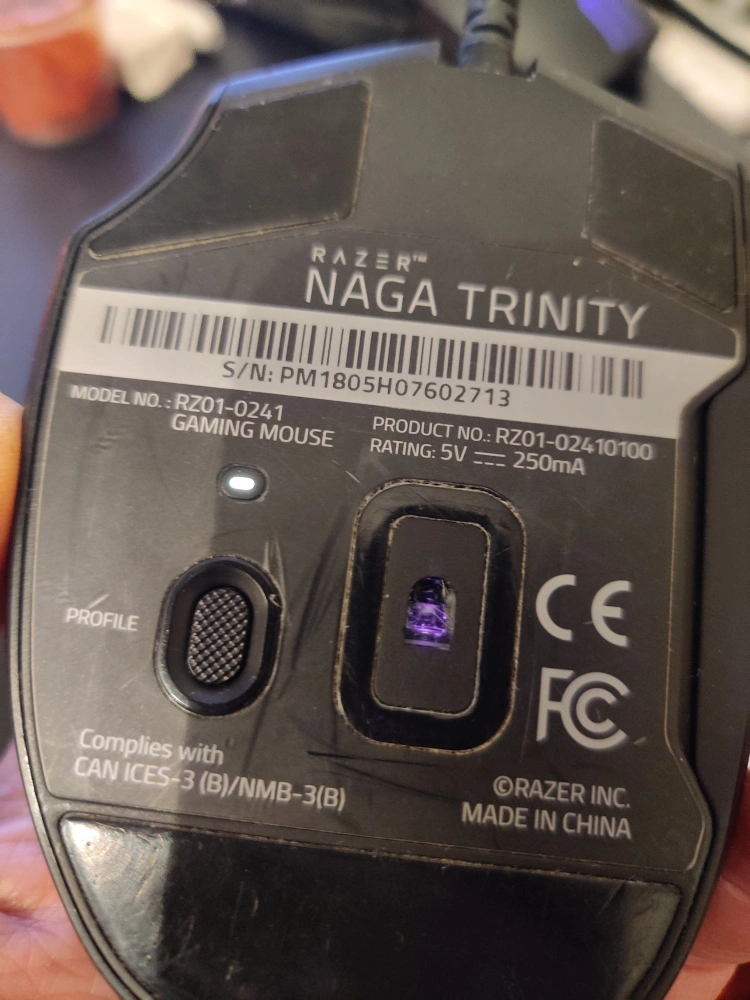 RAZER™
NAGA TRINITY
S/N: PM1805H07602713
MODEL NO.: RZ01-0241
GAMING MOUSE
PRODUCT NO.: RZ01-02410100
RATING: 5V ⎓ 250mA
PROFILE
CE
FC
Complies with
CAN ICES-3 (B)/NMB-3(B)
©RAZER INC.
MADE IN CHINA